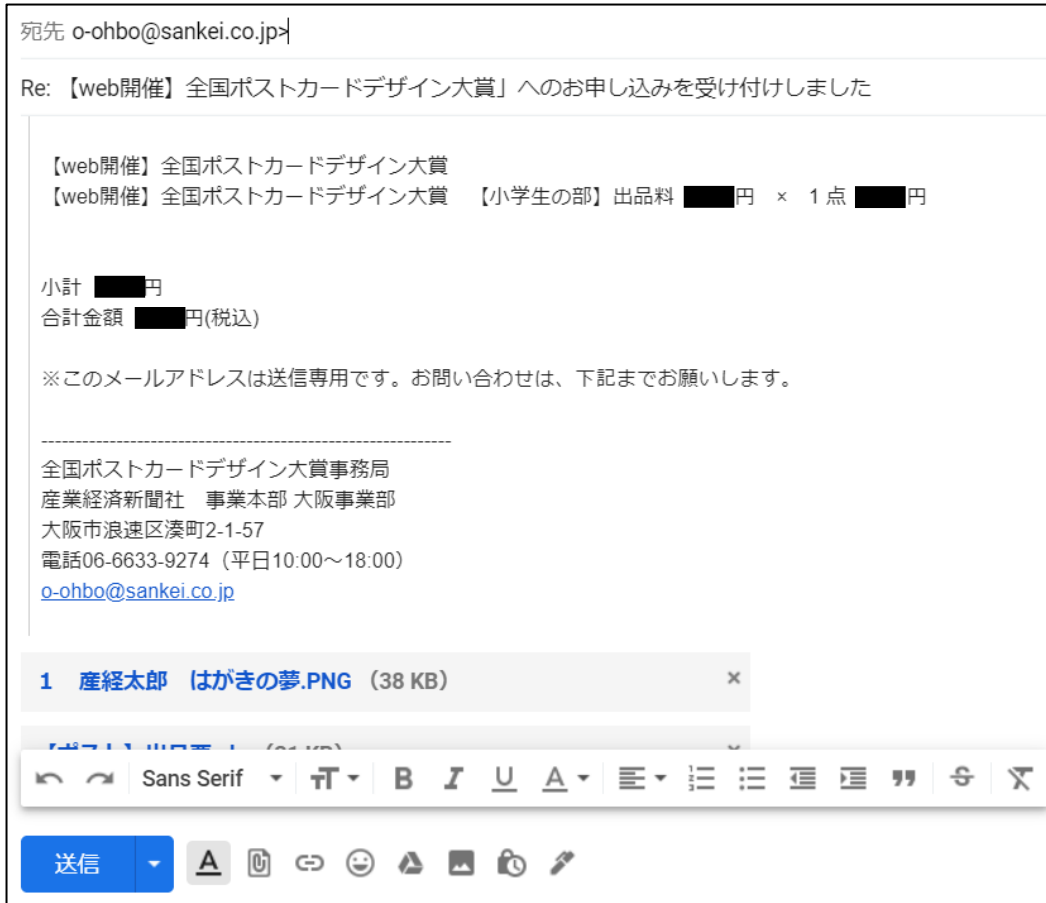 宛先 o-ohbo@sankei.co.jp>
Re: 【web開催】全国ポストカードデザイン大賞」へのお申し込みを受け付けしました
【web開催】全国ポストカードデザイン大賞
【web開催】全国ポストカードデザイン大賞 【小学生の部】出品料 円 × 1点 円
小計 円
合計金額 円(税込)
※このメールアドレスは送信専用です。お問い合わせは、下記までお願いします。
------------------------------------------------------------
全国ポストカードデザイン大賞事務局
産業経済新聞社 事業本部 大阪事業部
大阪市浪速区湊町2-1-57
電話06-6633-9274（平日10:00～18:00）
o-ohbo@sankei.co.jp
1 産経太郎 はがきの夢.PNG（38 KB）
Sans Serif
送信